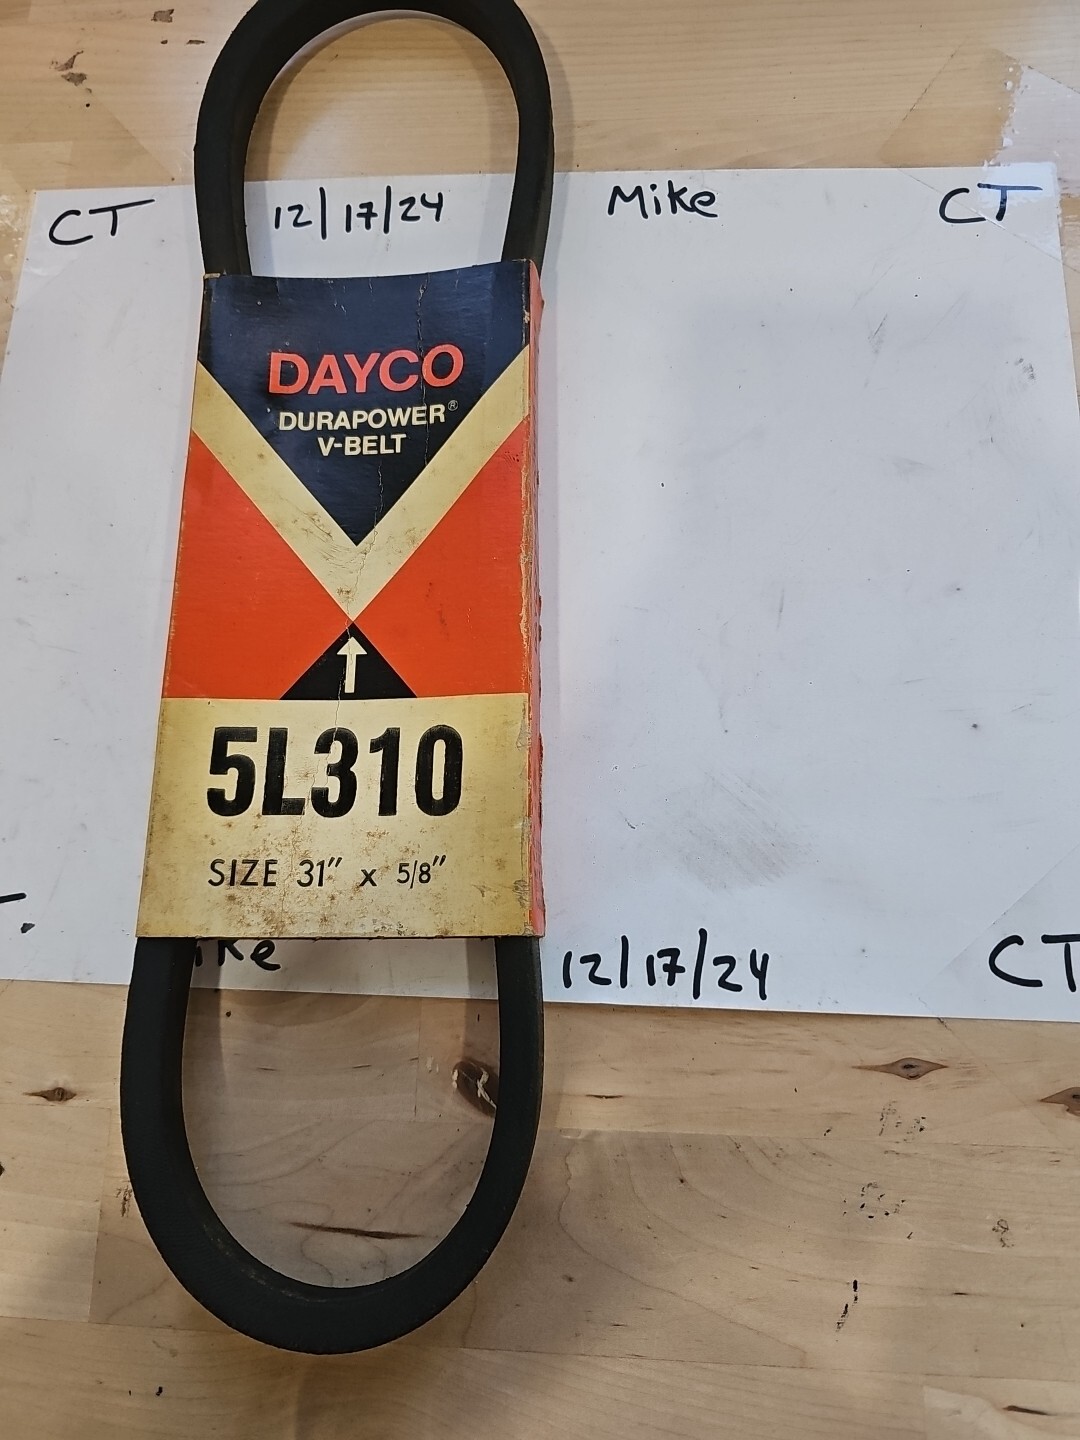 CT 12/17/24 Mike CT
DAYCO
DURAPOWER®
V-BELT
5L310
SIZE 31" x 5/8"
12/17/24 CT